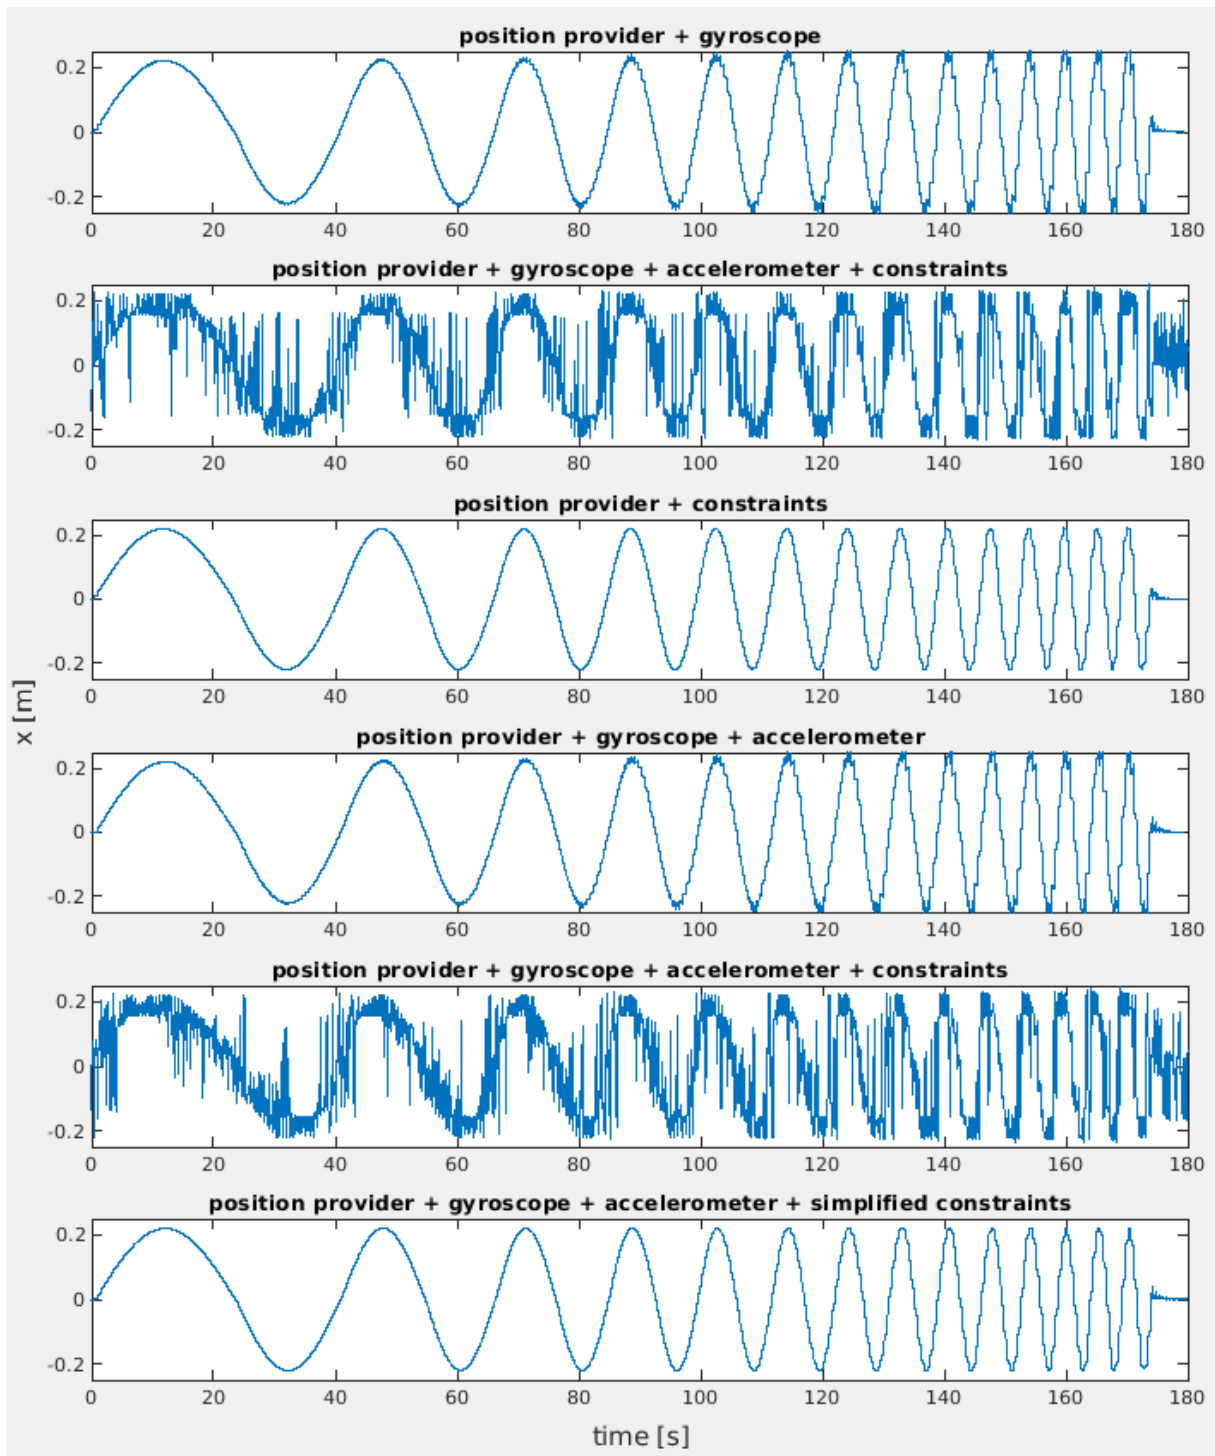 position provider + gyroscope
0.2
0
-0.2
0 20 40 60 80 100 120 140 160 180
position provider + gyroscope + accelerometer + constraints
0.2
0
-0.2
0 20 40 60 80 100 120 140 160 180
position provider + constraints
0.2
0
-0.2
0 20 40 60 80 100 120 140 160 180
x [m]
position provider + gyroscope + accelerometer
0.2
0
-0.2
0 20 40 60 80 100 120 140 160 180
position provider + gyroscope + accelerometer + constraints
0.2
0
-0.2
0 20 40 60 80 100 120 140 160 180
position provider + gyroscope + accelerometer + simplified constraints
0.2
0
-0.2
0 20 40 60 80 100 120 140 160 180
time [s]